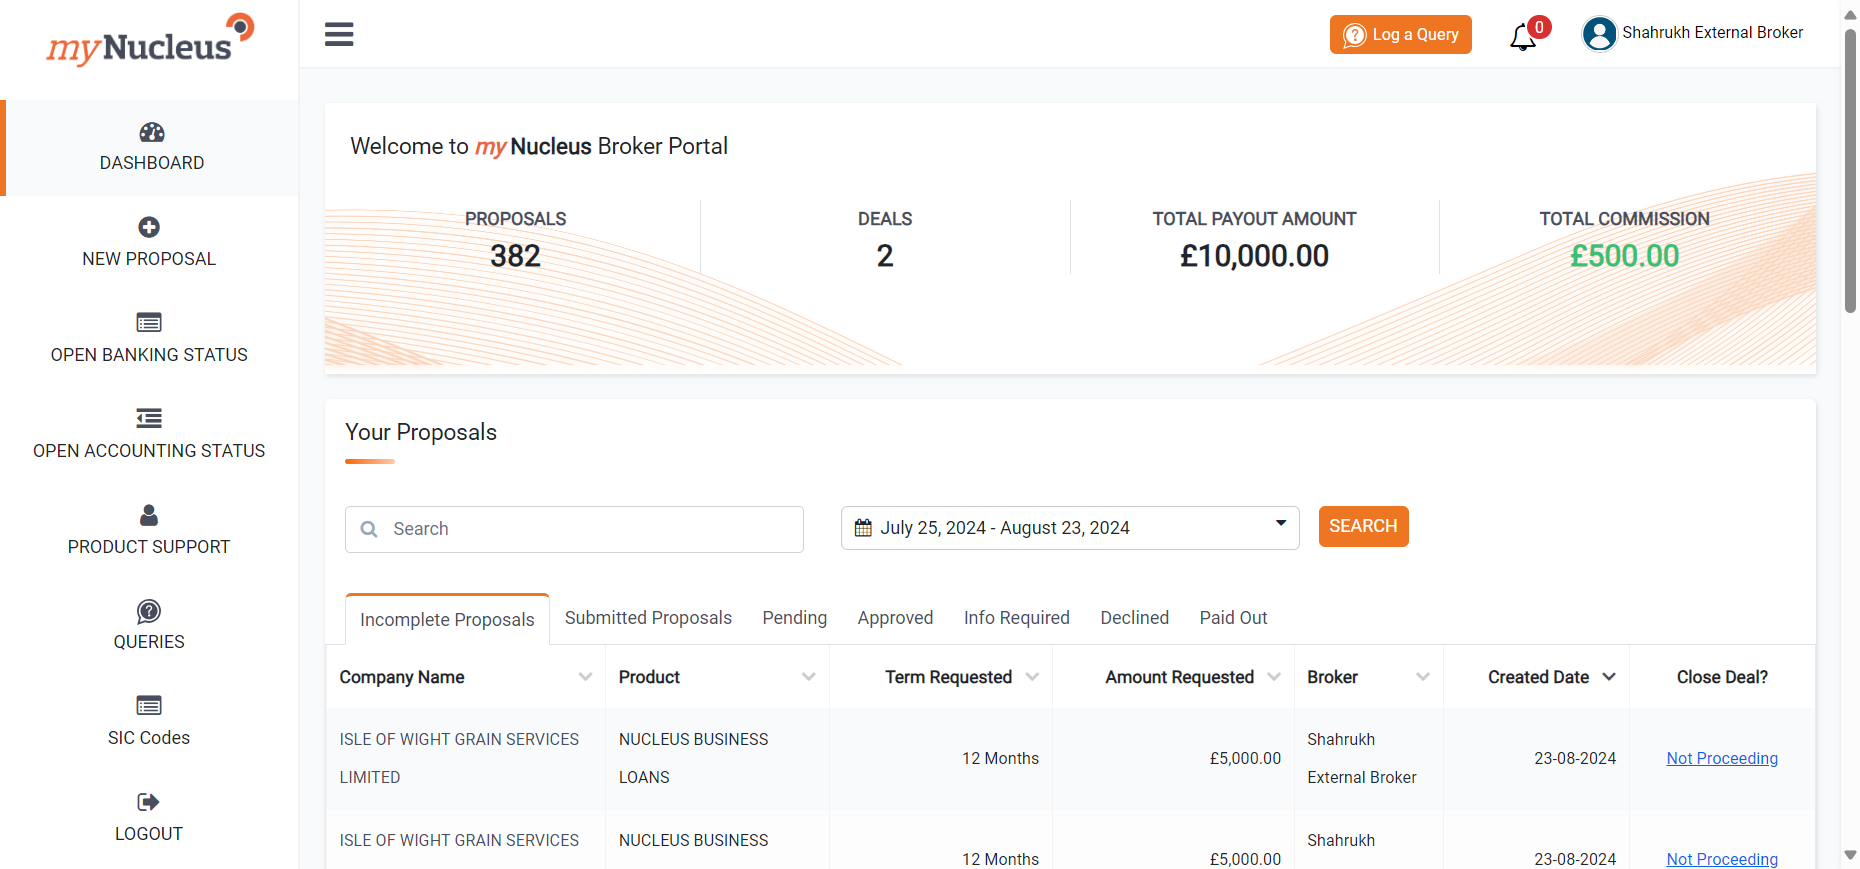 myNucleus
Log a Query
0
Shahrukh External Broker
DASHBOARD
NEW PROPOSAL
OPEN BANKING STATUS
OPEN ACCOUNTING STATUS
PRODUCT SUPPORT
QUERIES
SIC Codes
LOGOUT
Welcome to my Nucleus Broker Portal
PROPOSALS
382
DEALS
2
TOTAL PAYOUT AMOUNT
£10,000.00
TOTAL COMMISSION
£500.00
Your Proposals
Search
July 25, 2024 - August 23, 2024
SEARCH
Incomplete Proposals Submitted Proposals Pending Approved Info Required Declined Paid Out
Company Name Product Term Requested Amount Requested Broker Created Date Close Deal?
ISLE OF WIGHT GRAIN SERVICES
LIMITED
NUCLEUS BUSINESS
LOANS
12 Months
£5,000.00
Shahrukh
External Broker
23-08-2024
Not Proceeding
ISLE OF WIGHT GRAIN SERVICES
NUCLEUS BUSINESS
12 Months
£5,000.00
Shahrukh
23-08-2024
Not Proceeding